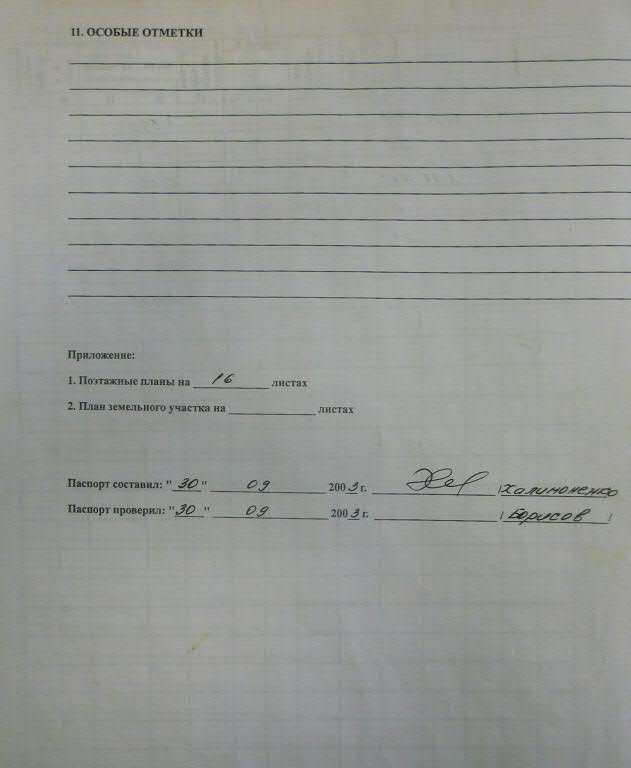 11. ОСОБЫЕ ОТМЕТКИ
Приложение:
1. Поэтажные планы на 16 листах
2. План земельного участка на листах
Паспорт составил: "30" 09 2003 г. /Халимоненко
Паспорт проверил: "30" 09 2003 г. /Борисов/